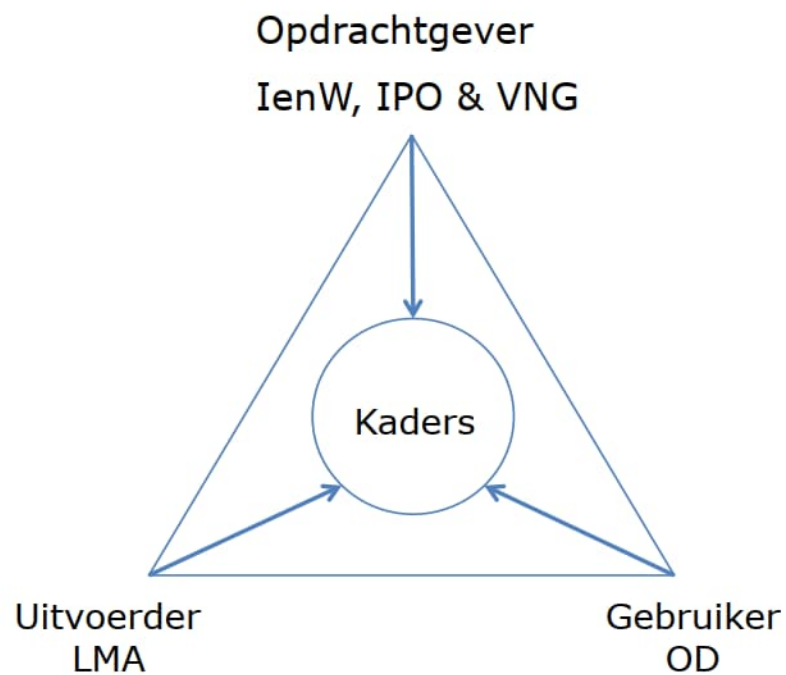 Opdrachtgever
IenW, IPO & VNG
Kaders
Uitvoerder
LMA
Gebruiker
OD